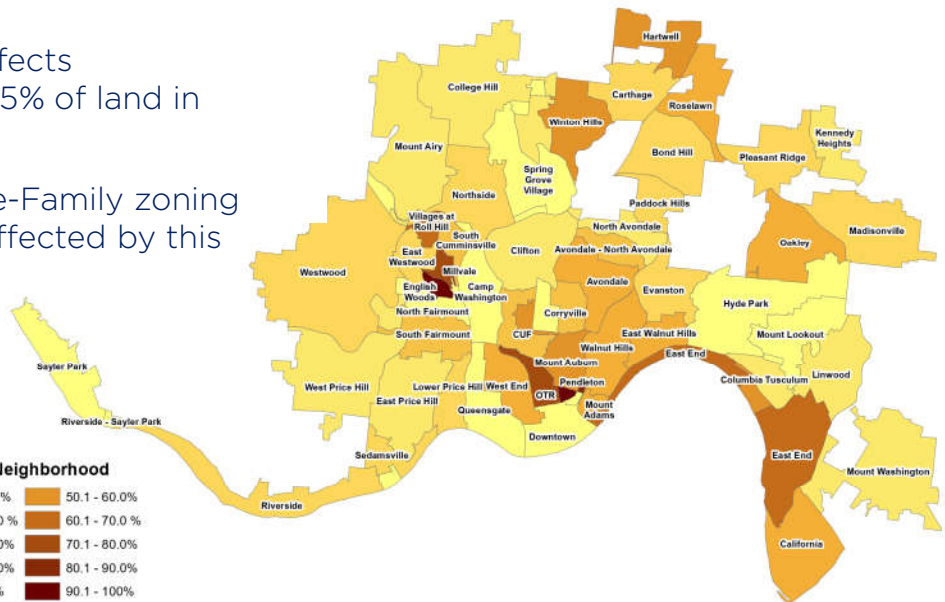 fects
5% of land in
e-Family zoning
ffected by this
Hartwell
College Hill
Carthage
Roselawn
Winton Hills
Kennedy
Heights
Mount Airy
Bond Hill
Pleasant Ridge
Spring
Grove
Village
Northside
Paddock Hills
Villages at
Roll Hill
South
Cumminsville
North Avondale
Madisonville
Clifton
Avondale - North Avondale
Oakley
East
Westwood
Westwood
Millvale
Avondale
English
Woods
Camp
Washington
Evanston
Hyde Park
North Fairmount
Corryville
South Fairmount
CUF
East Walnut Hills
Mount Lookout
Walnut Hills
East End
Mount Auburn
Sayler Park
West Price Hill
Lower Price Hill
West End
Pendleton
Columbia Tusculum
Linwood
East Price Hill
OTR
Mount
Adams
Queensgate
Riverside - Sayler Park
Downtown
Sedamsville
East End
Mount Washington
Riverside
California
Neighborhood
%
50.1 - 60.0%
0 %
60.1 - 70.0 %
0%
70.1 - 80.0%
0%
80.1 - 90.0%
%
90.1 - 100%